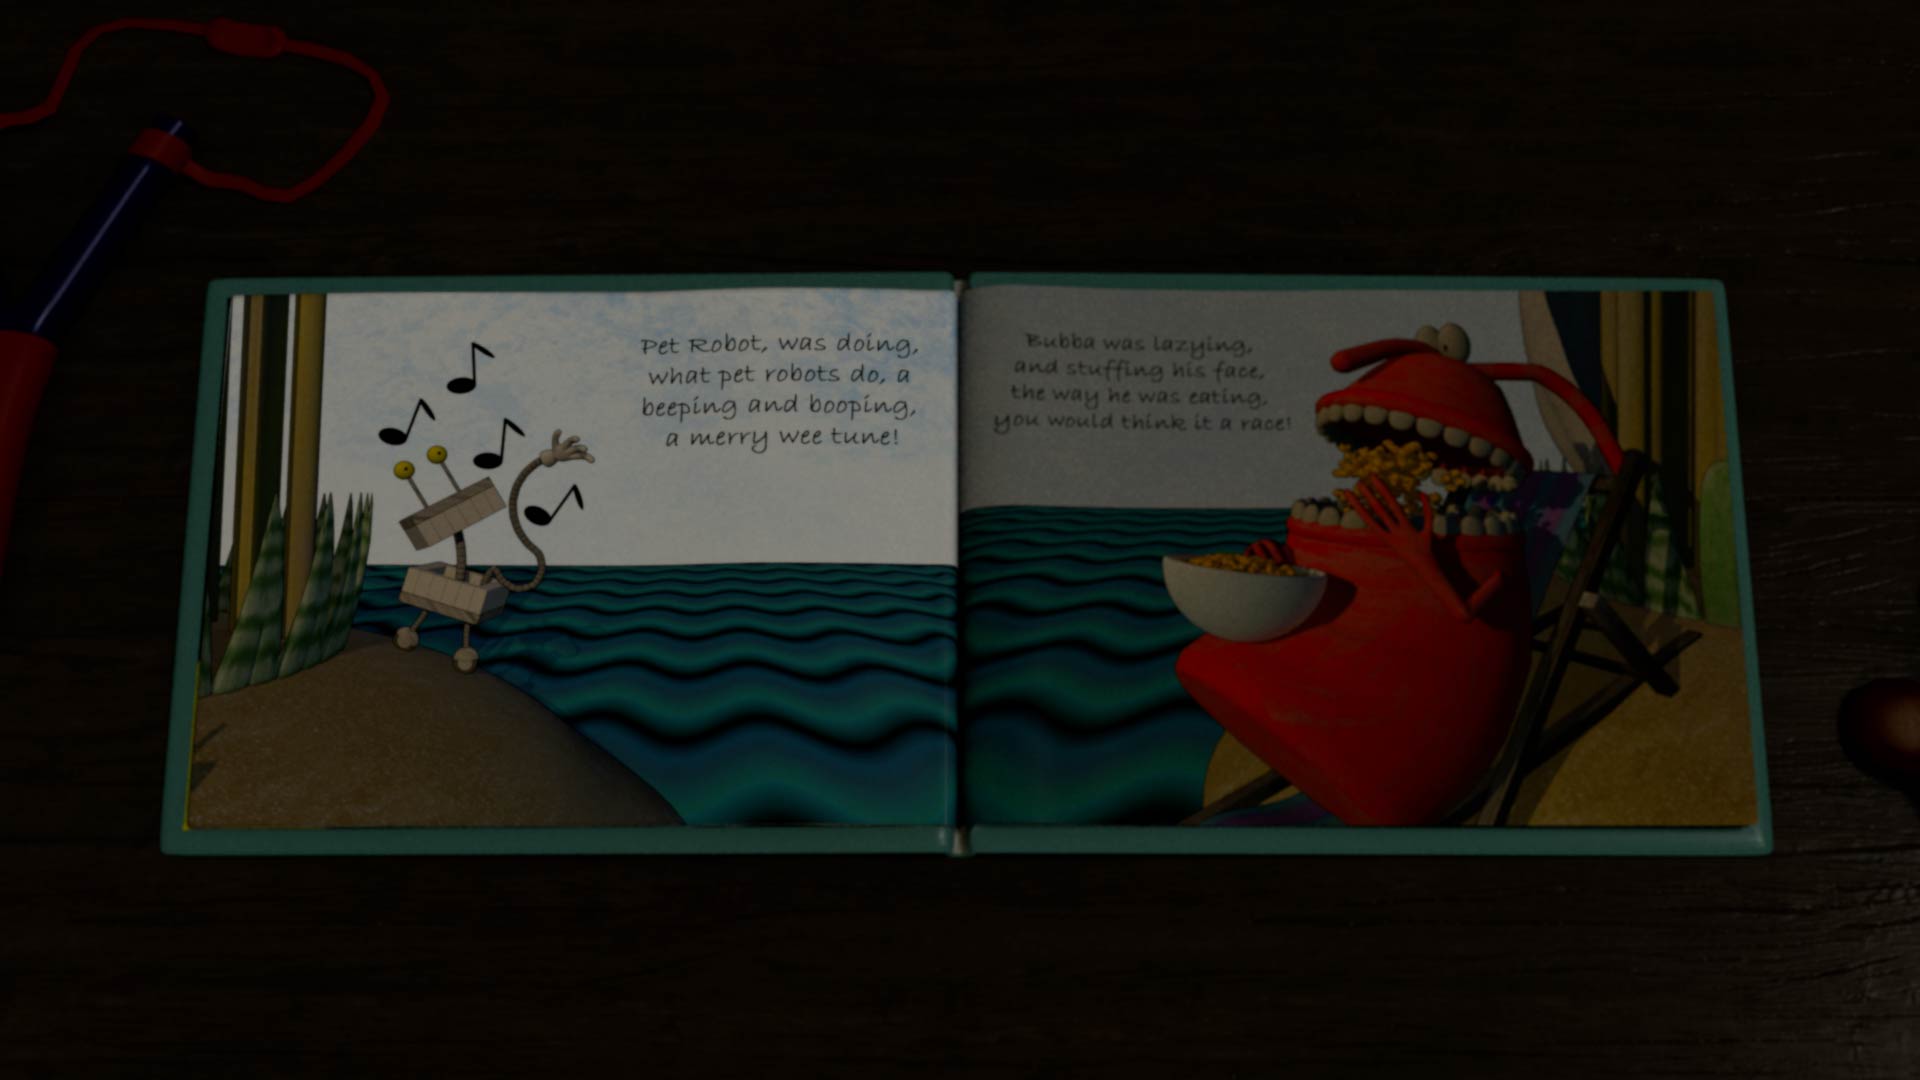 Pet Robot, was doing,
what pet robots do, a
beeping and booping,
a merry wee tune!
Bubba was lazying,
and stuffing his face,
the way he was eating,
you would think it a race!